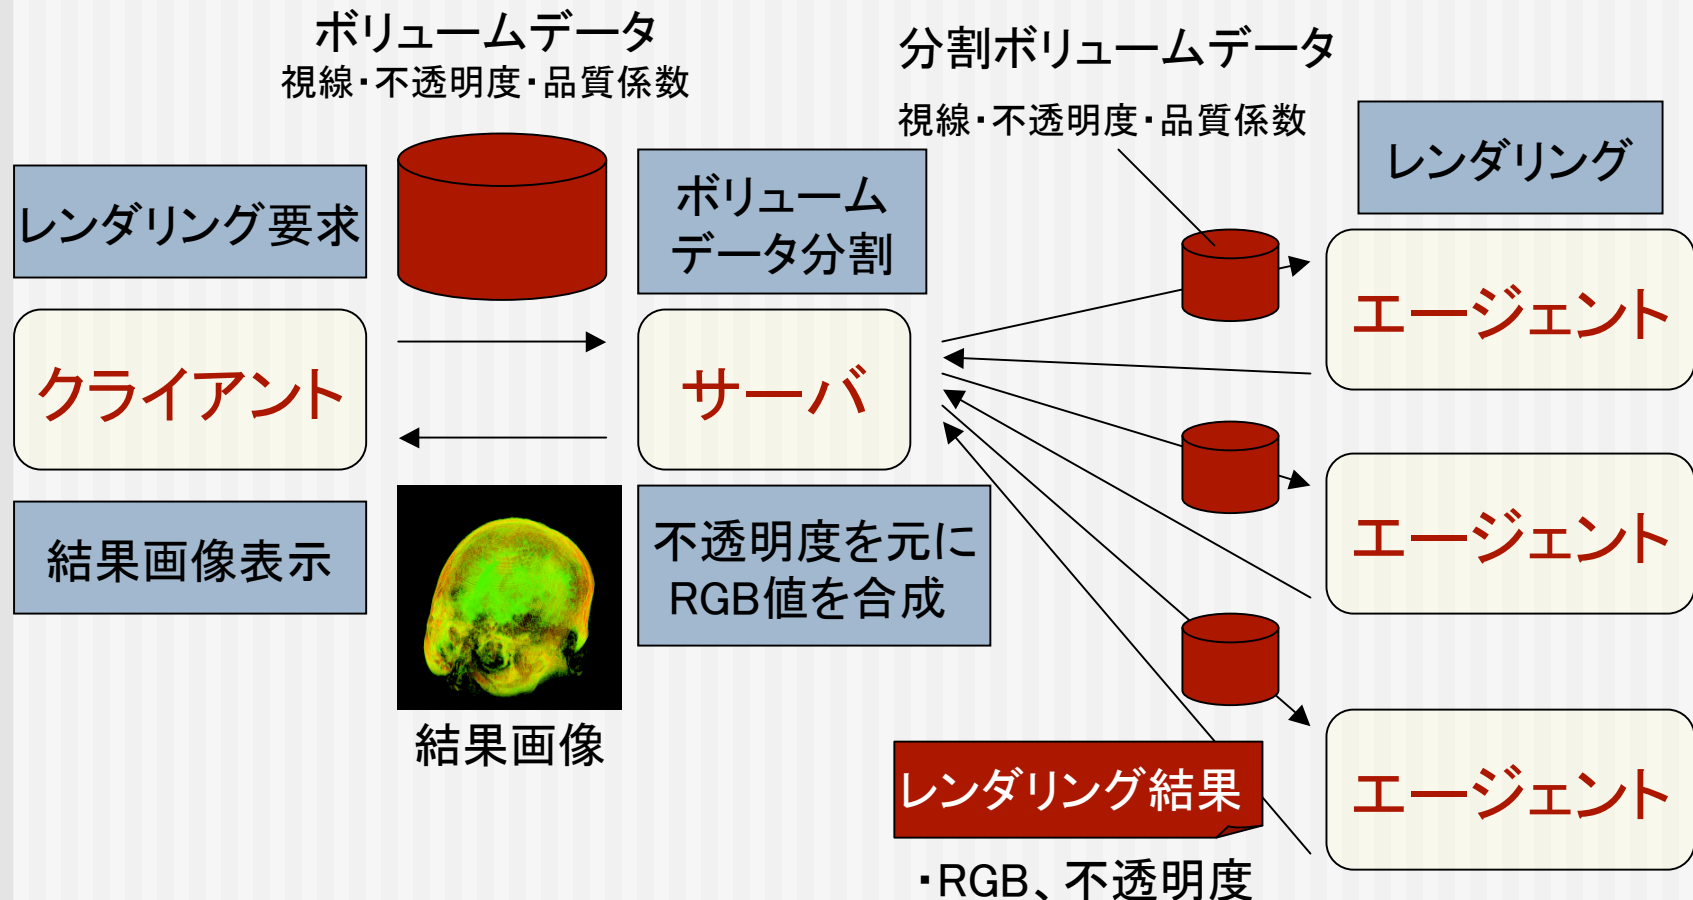 ボリュームデータ
視線・不透明度・品質係数
分割ボリュームデータ
視線・不透明度・品質係数
レンダリング要求
ボリューム
データ分割
レンダリング
クライアント
サーバ
エージェント
エージェント
エージェント
結果画像表示
不透明度を元に
RGB値を合成
結果画像
レンダリング結果
・RGB、不透明度